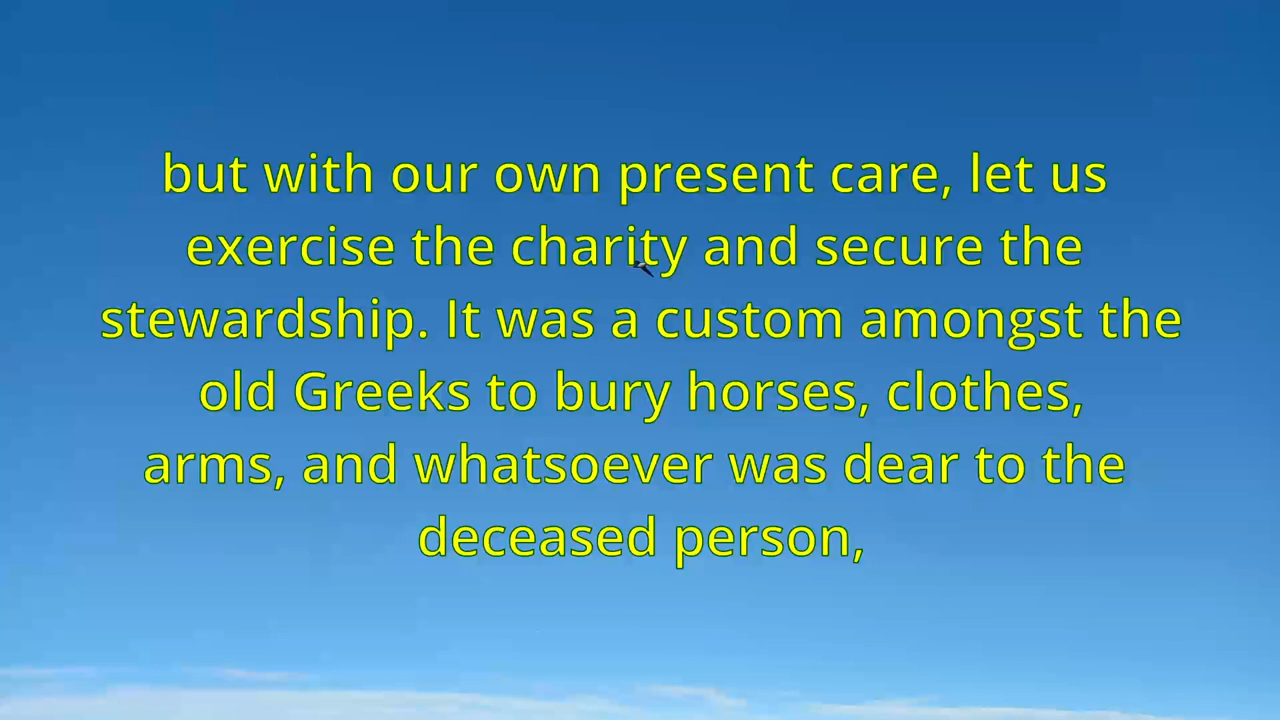 but with our own present care, let us
exercise the charity and secure the
stewardship. It was a custom amongst the
old Greeks to bury horses, clothes,
arms, and whatsoever was dear to the
deceased person,